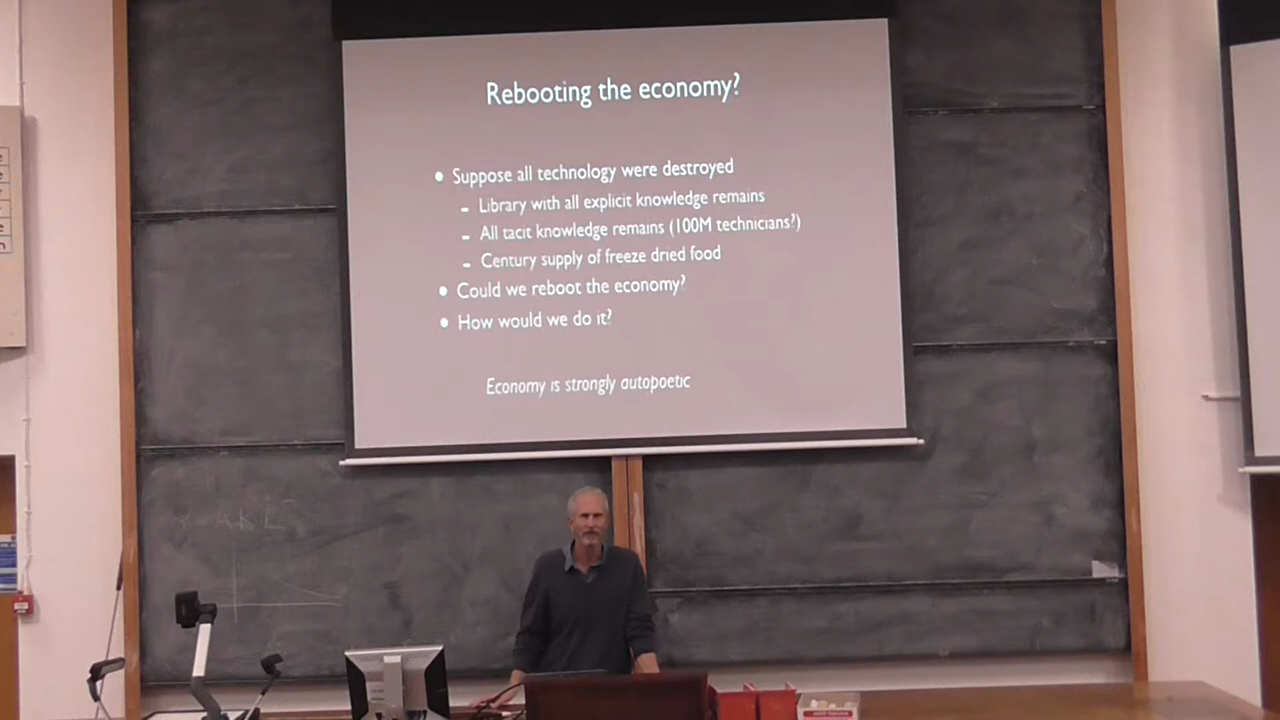 Rebooting the economy?
• Suppose all technology were destroyed
- Library with all explicit knowledge remains
- All tacit knowledge remains (100M technicians?)
- Century supply of freeze dried food
• Could we reboot the economy?
• How would we do it?
Economy is strongly autopoetic